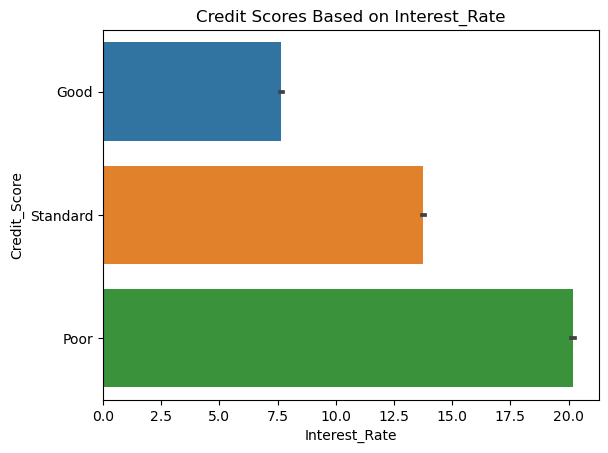 Credit Scores Based on Interest_Rate
Credit_Score
Good
Standard
Poor
0.0 2.5 5.0 7.5 10.0 12.5 15.0 17.5 20.0
Interest_Rate